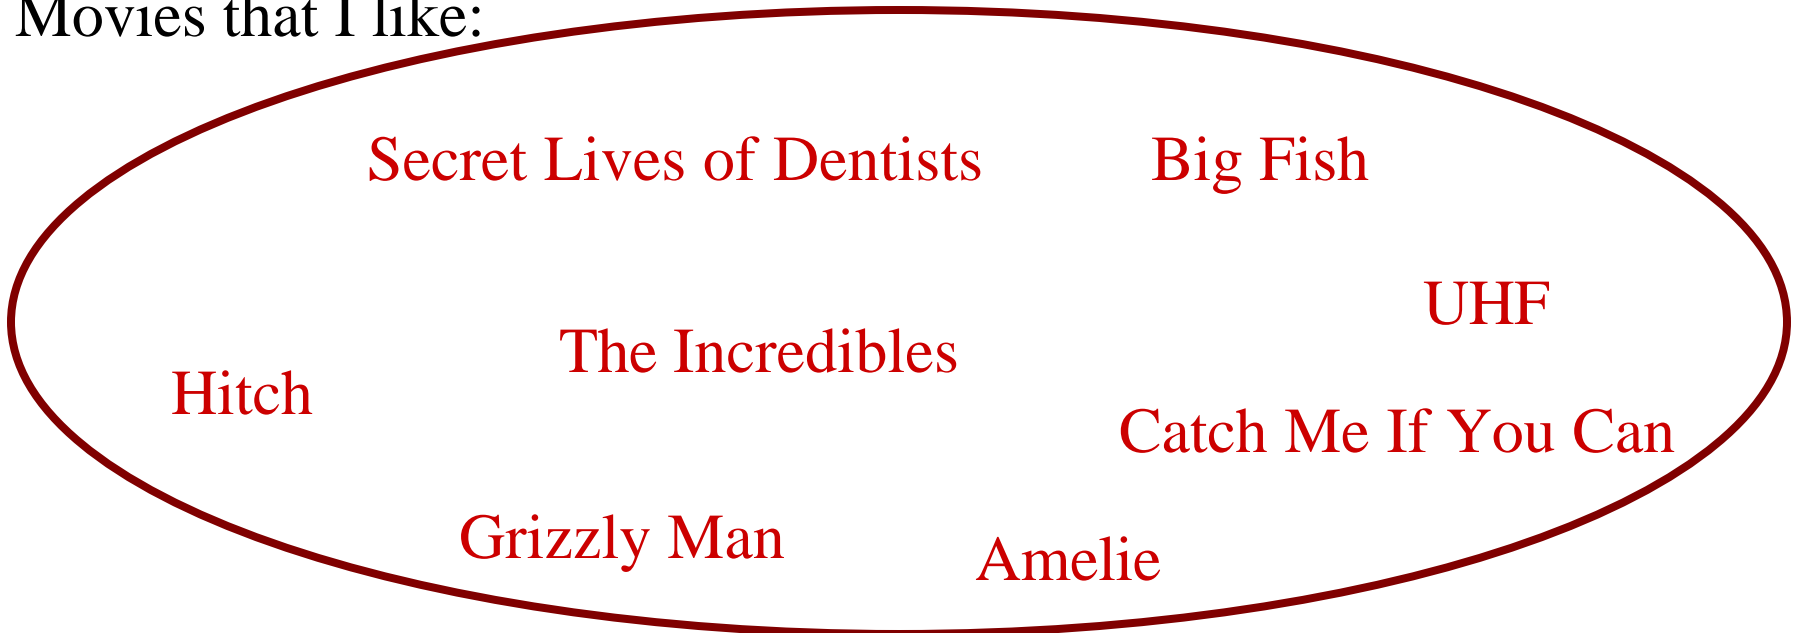 Movies that I like:
Secret Lives of Dentists
Big Fish
UHF
The Incredibles
Hitch
Catch Me If You Can
Grizzly Man
Amelie